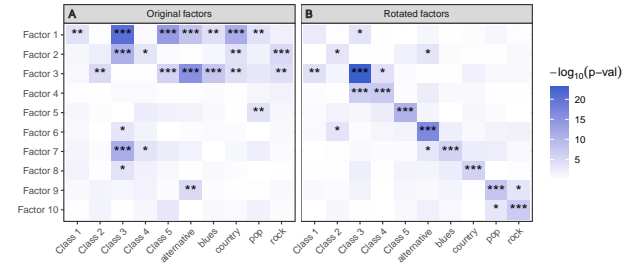 A Original factors B Rotated factors
Factor 1 ** *** *** *** ** *** ** *
Factor 2 *** * ** *** * *
Factor 3 ** *** *** *** ** ** ** *** *
Factor 4 *** ***
Factor 5 ** ***
Factor 6 * * ***
Factor 7 *** * * ***
Factor 8 * ***
Factor 9 ** *** *
Factor 10 * ***
−log10(p−val)
20
15
10
5
Class 1 Class 2 Class 3 Class 4 Class 5 alternative blues country pop rock Class 1 Class 2 Class 3 Class 4 Class 5 alternative blues country pop rock